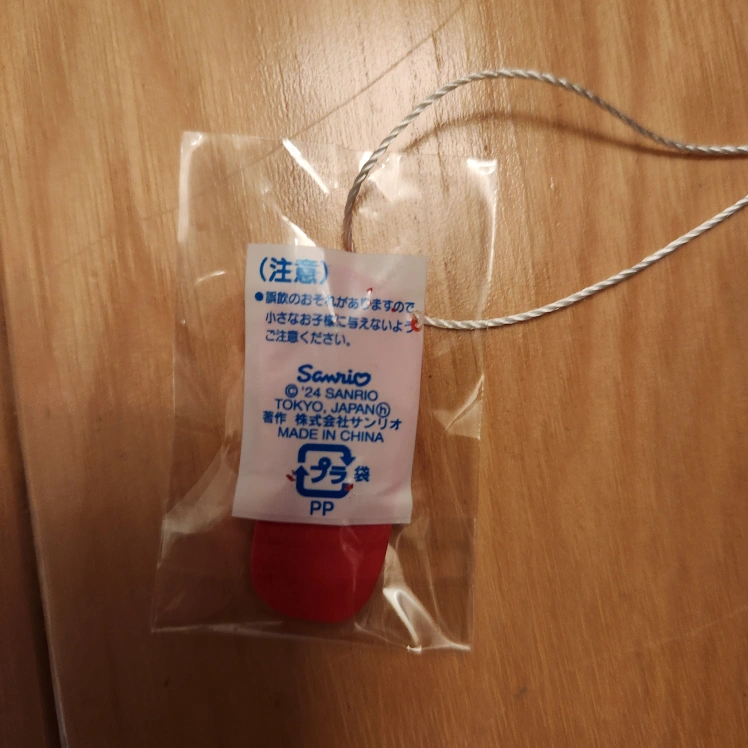 (注意)
●誤飲のおそれがありますので
小さなお子様に与えないよう
ご注意ください。
Sanrio
© '24 SANRIO
TOKYO, JAPAN ⓗ
著作 株式会社サンリオ
MADE IN CHINA
プラ 袋
PP